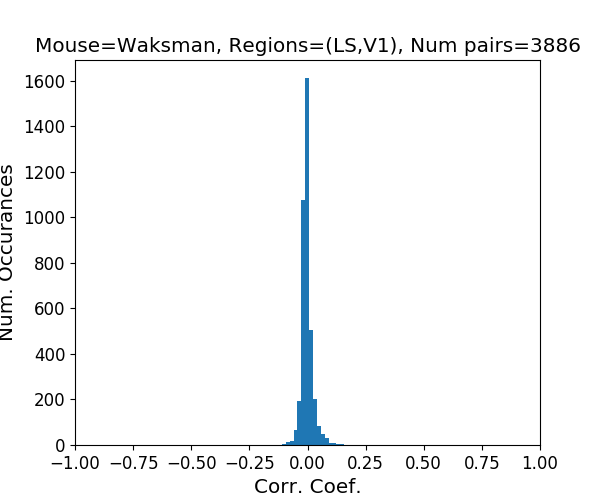 Mouse=Waksman, Regions=(LS,V1), Num pairs=3886
1600
1400
1200
1000
800
600
400
200
0
Num. Occurances
−1.00 −0.75 −0.50 −0.25 0.00 0.25 0.50 0.75 1.00
Corr. Coef.